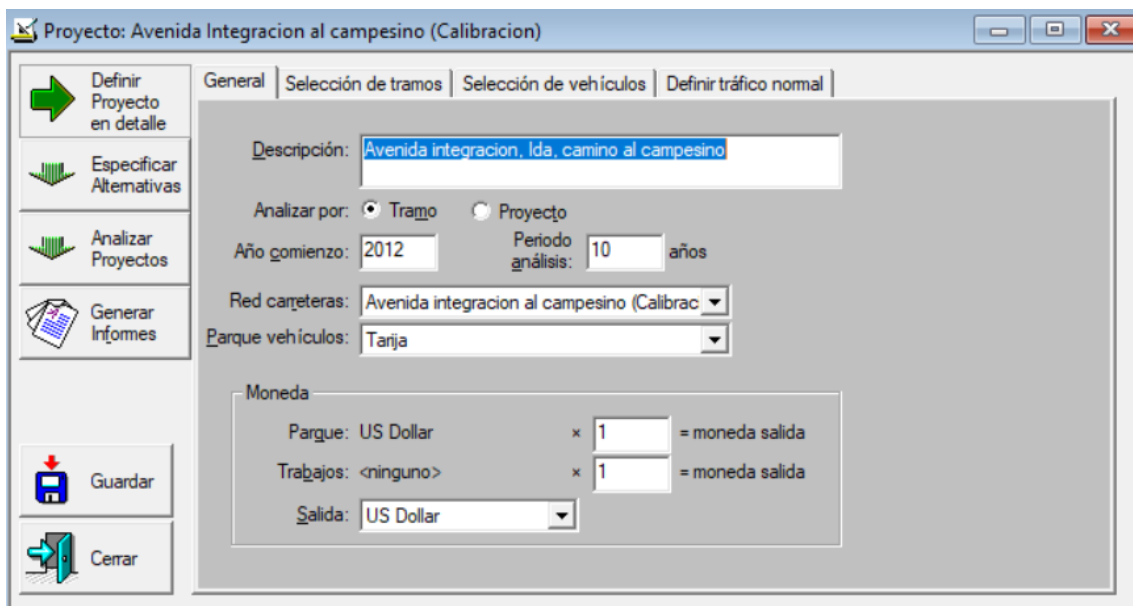 Proyecto: Avenida Integracion al campesino (Calibracion)
Definir
Proyecto
en detalle
Especificar
Alternativas
Analizar
Proyectos
Generar
Informes
Guardar
Cerrar
General Selección de tramos Selección de vehículos Definir tráfico normal
Descripción: Avenida integracion, Ida, camino al campesino
Analizar por: Tramo Proyecto
Año comienzo: 2012 Periodo análisis: 10 años
Red carreteras: Avenida integracion al campesino (Calibrac
Parque vehículos: Tarija
Moneda
Parque: US Dollar × 1 = moneda salida
Trabajos: <ninguno> × 1 = moneda salida
Salida: US Dollar